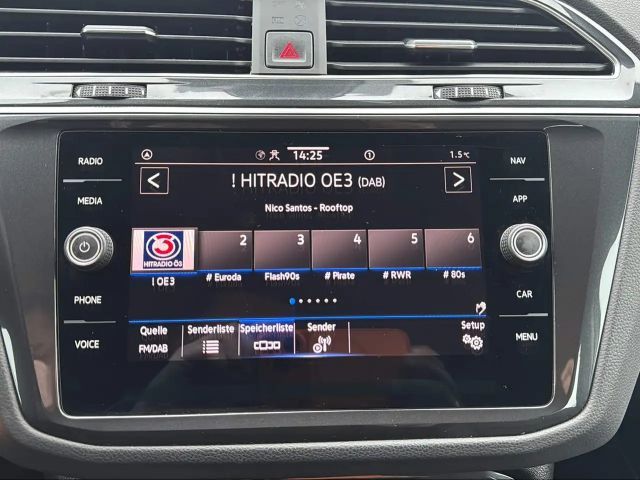 RADIO
MEDIA
PHONE
VOICE
14:25
1
1.5°C
! HITRADIO OE3 (DAB)
Nico Santos - Rooftop
3
HITRADIO Ö3
2
3
4
5
6
! OE3
# Euroda
Flash90s
# Pirate
# RWR
# 80s
Quelle
FM/DAB
Senderliste
Speicherliste
Sender
Setup
NAV
APP
CAR
MENU